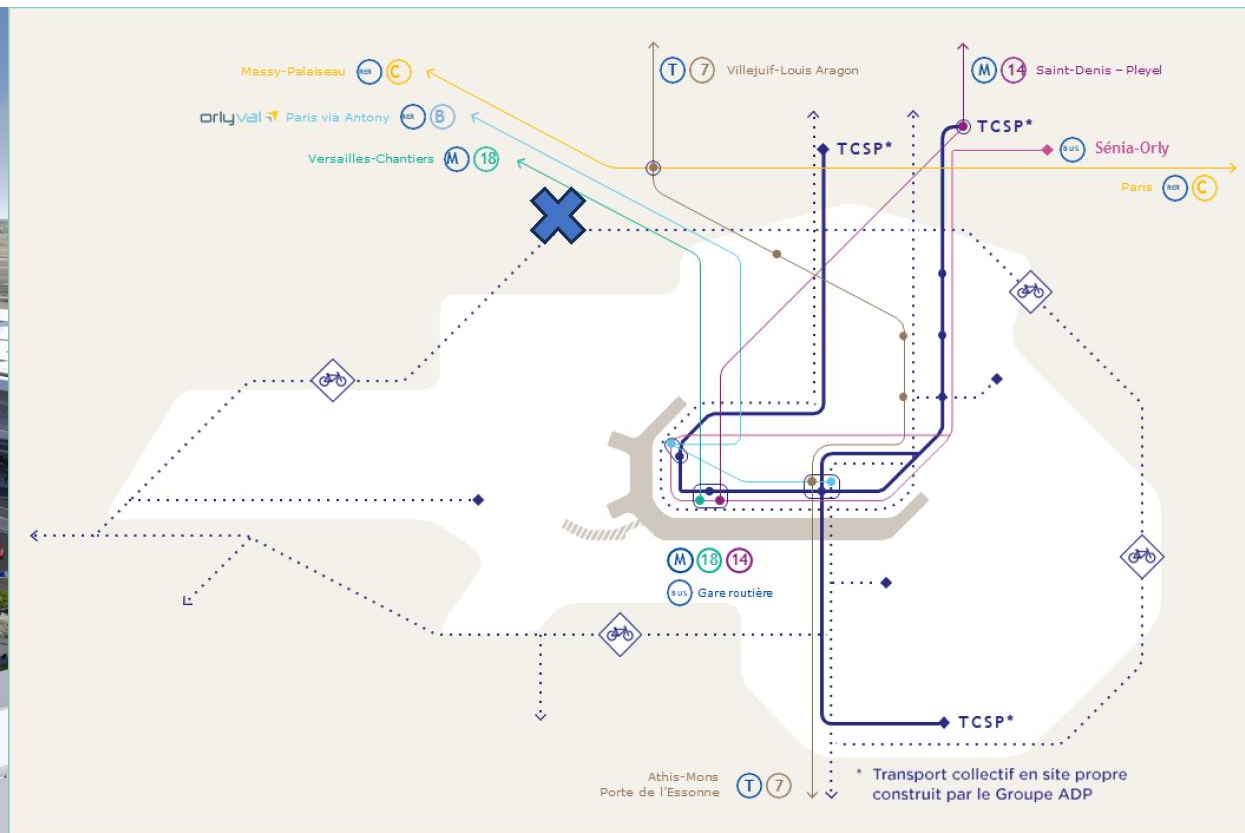 Massy-Palaiseau RER C
T 7 Villejuif-Louis Aragon
M 14 Saint-Denis – Pleyel
orlyval Paris via Antony RER B
TCSP*
TCSP*
BUS Sénia-Orly
Versailles-Chantiers M 18
Paris RER C
M 18 14
BUS Gare routière
TCSP*
Athis-Mons
Porte de l’Essonne T 7
* Transport collectif en site propre
construit par le Groupe ADP